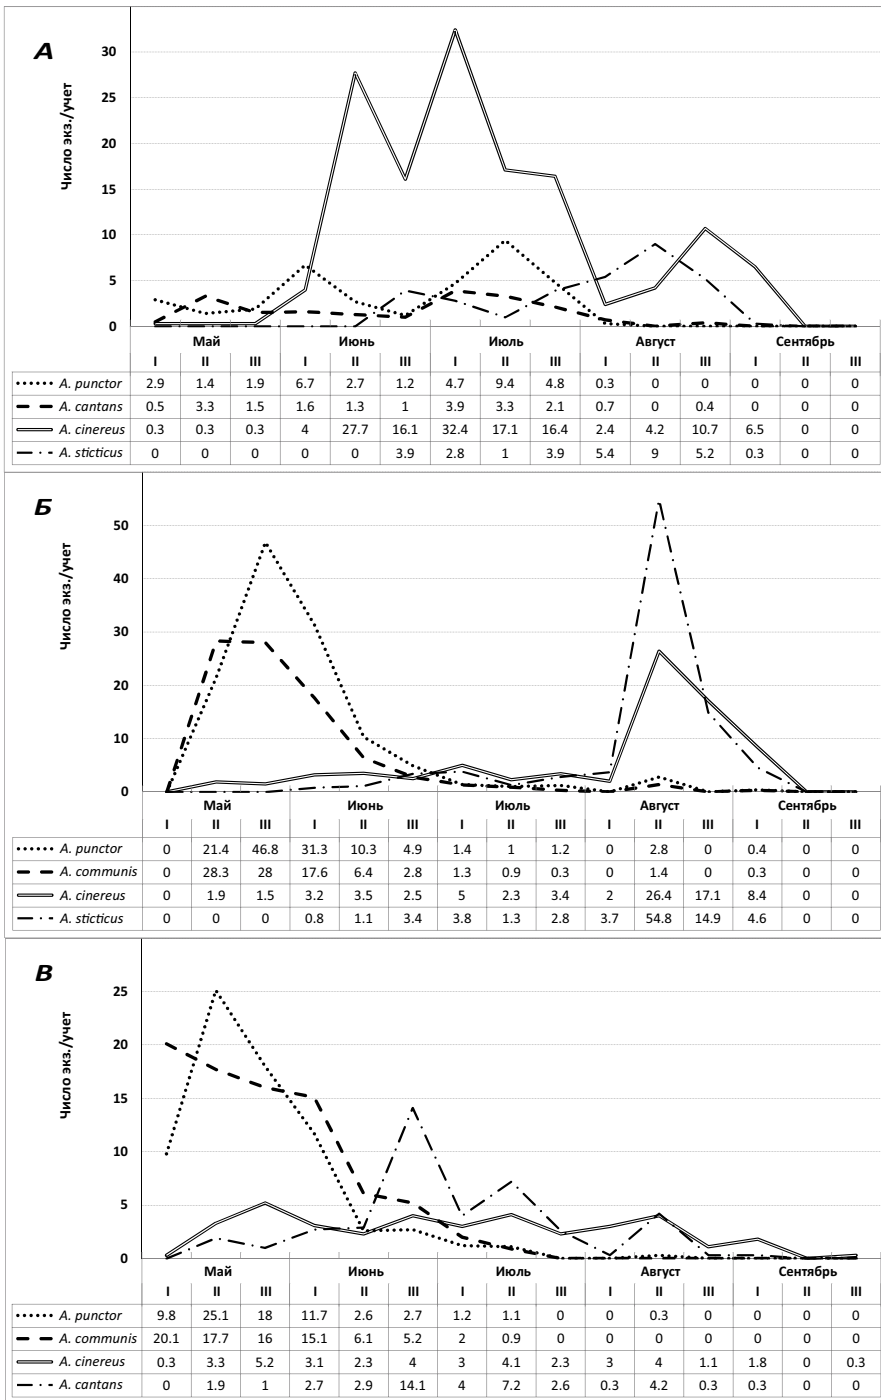 А
Число экз./учет
30
25
20
15
10
5
0
Май Июнь Июль Август Сентябрь
I II III I II III I II III I II III I II III
A. punctor 2.9 1.4 1.9 6.7 2.7 1.2 4.7 9.4 4.8 0.3 0 0 0 0 0
A. cantans 0.5 3.3 1.5 1.6 1.3 1 3.9 3.3 2.1 0.7 0 0.4 0 0 0
A. cinereus 0.3 0.3 0.3 4 27.7 16.1 32.4 17.1 16.4 2.4 4.2 10.7 6.5 0 0
A. sticticus 0 0 0 0 0 3.9 2.8 1 3.9 5.4 9 5.2 0.3 0 0
Б
Число экз./учет
50
40
30
20
10
0
Май Июнь Июль Август Сентябрь
I II III I II III I II III I II III I II III
A. punctor 0 21.4 46.8 31.3 10.3 4.9 1.4 1 1.2 0 2.8 0 0.4 0 0
A. communis 0 28.3 28 17.6 6.4 2.8 1.3 0.9 0.3 0 1.4 0 0.3 0 0
A. cinereus 0 1.9 1.5 3.2 3.5 2.5 5 2.3 3.4 2 26.4 17.1 8.4 0 0
A. sticticus 0 0 0 0.8 1.1 3.4 3.8 1.3 2.8 3.7 54.8 14.9 4.6 0 0
В
Число экз./учет
25
20
15
10
5
0
Май Июнь Июль Август Сентябрь
I II III I II III I II III I II III I II III
A. punctor 9.8 25.1 18 11.7 2.6 2.7 1.2 1.1 0 0 0.3 0 0 0 0
A. communis 20.1 17.7 16 15.1 6.1 5.2 2 0.9 0 0 0 0 0 0 0
A. cinereus 0.3 3.3 5.2 3.1 2.3 4 3 4.1 2.3 3 4 1.1 1.8 0 0.3
A. cantans 0 1.9 1 2.7 2.9 14.1 4 7.2 2.6 0.3 4.2 0.3 0.3 0 0